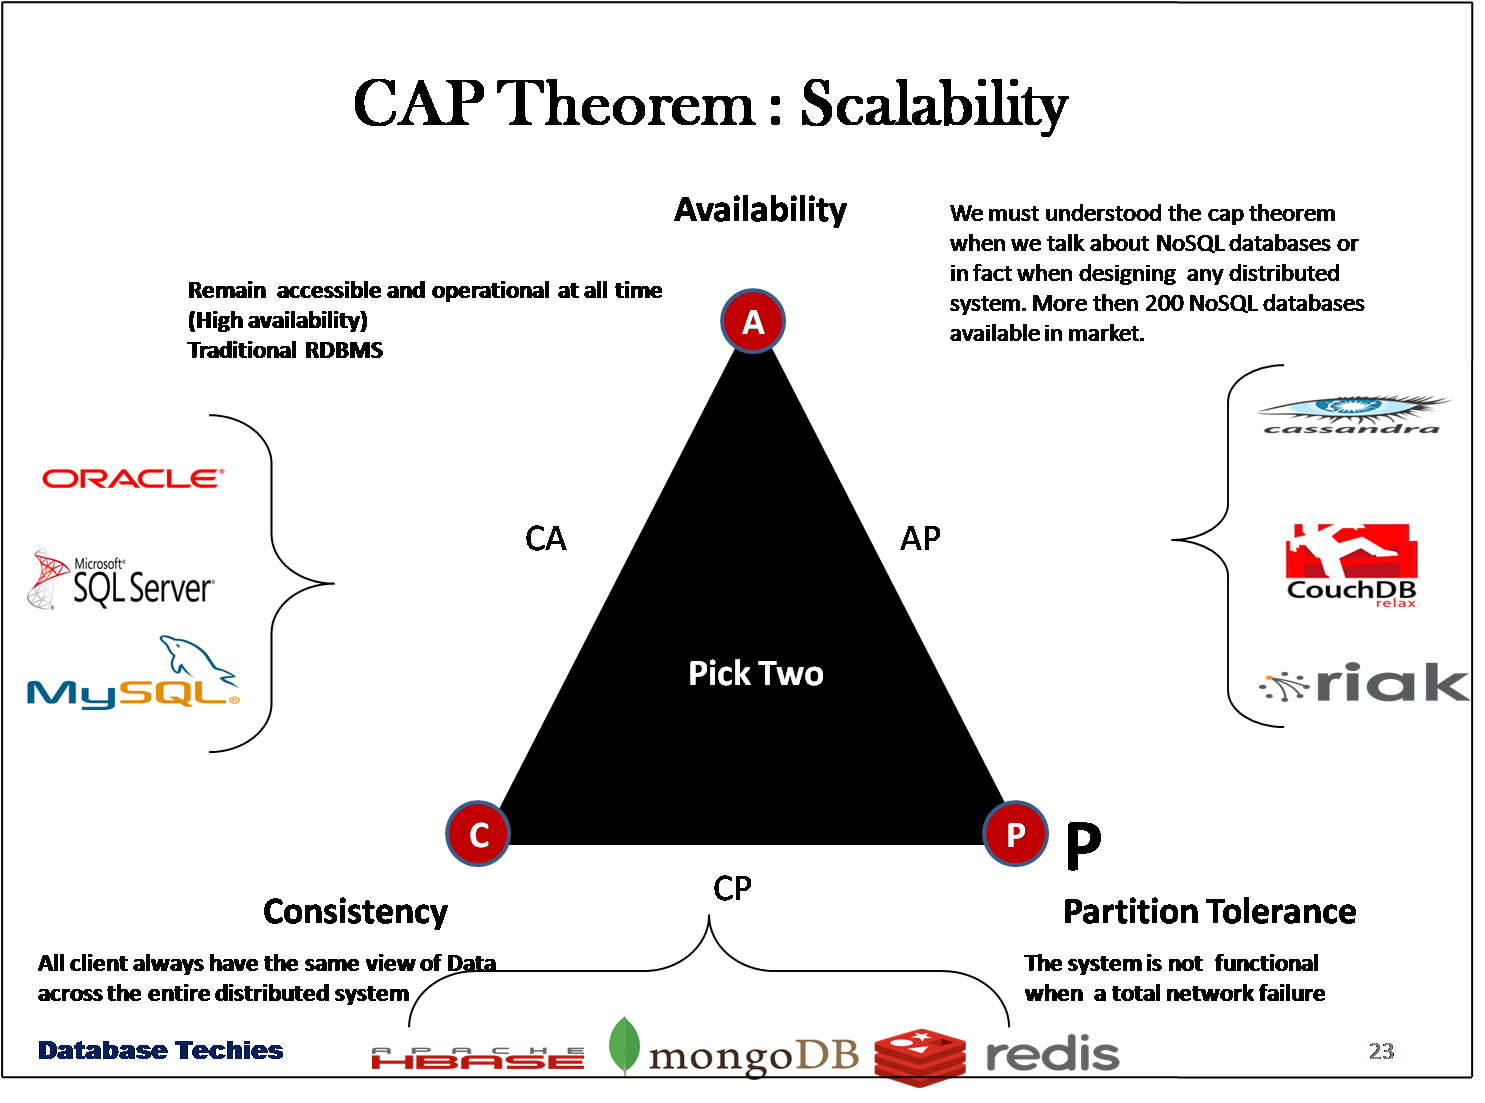 CAP Theorem : Scalability
Availability
We must understood the cap theorem
when we talk about NoSQL databases or
in fact when designing any distributed
system. More then 200 NoSQL databases
available in market.
Remain accessible and operational at all time
(High availability)
Traditional RDBMS
A
cassandra
ORACLE®
CA
AP
Microsoft®
SQL Server®
CouchDB
relax
MySQL®
Pick Two
riak
C
P
P
CP
Consistency
Partition Tolerance
All client always have the same view of Data
across the entire distributed system
The system is not functional
when a total network failure
Database Techies
APACHE
HBASE
mongoDB
redis
23